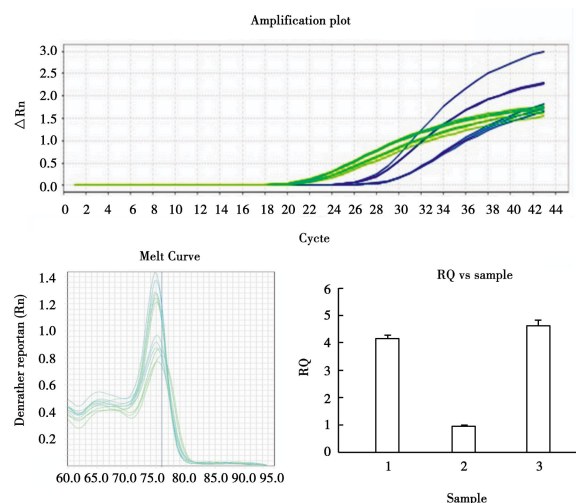 Amplification plot
△Rn
3.0
2.5
2.0
1.5
1.0
0.5
0.0
0 2 4 6 8 10 12 14 16 18 20 22 24 26 28 30 32 34 36 38 40 42 44
Cycte
Melt Curve
Denrather reportan (Rn)
1.4
1.2
1.0
0.8
0.6
0.4
0.2
60.0 65.0 70.0 75.0 80.0 85.0 90.0 95.0
RQ vs sample
RQ
6
5
4
3
2
1
0
1 2 3
Sample